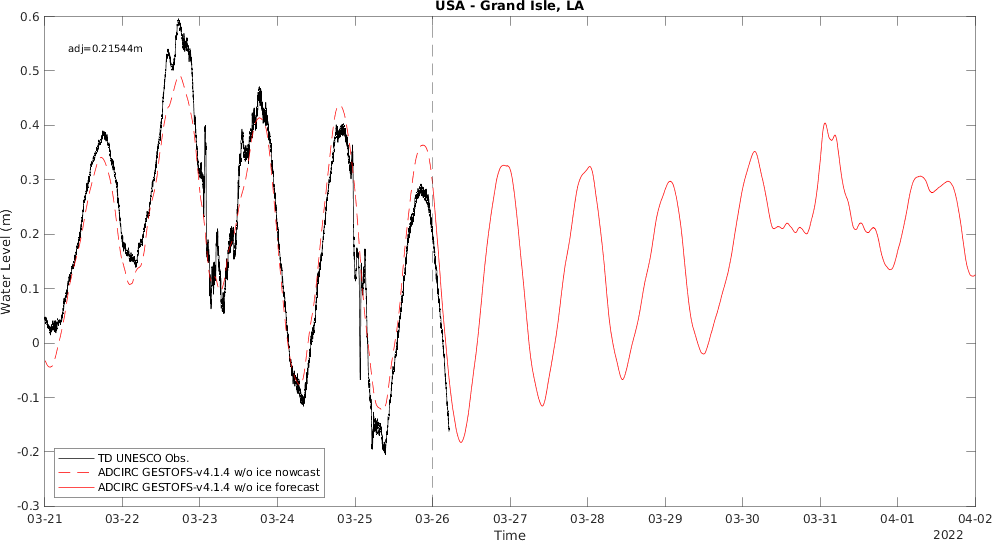 USA - Grand Isle, LA
adj=0.21544m
0.6
0.5
0.4
0.3
0.2
0.1
0
-0.1
-0.2
-0.3
Water Level (m)
TD UNESCO Obs.
ADCIRC GESTOFS-v4.1.4 w/o ice nowcast
ADCIRC GESTOFS-v4.1.4 w/o ice forecast
03-21 03-22 03-23 03-24 03-25 03-26 03-27 03-28 03-29 03-30 03-31 04-01 04-02
Time
2022